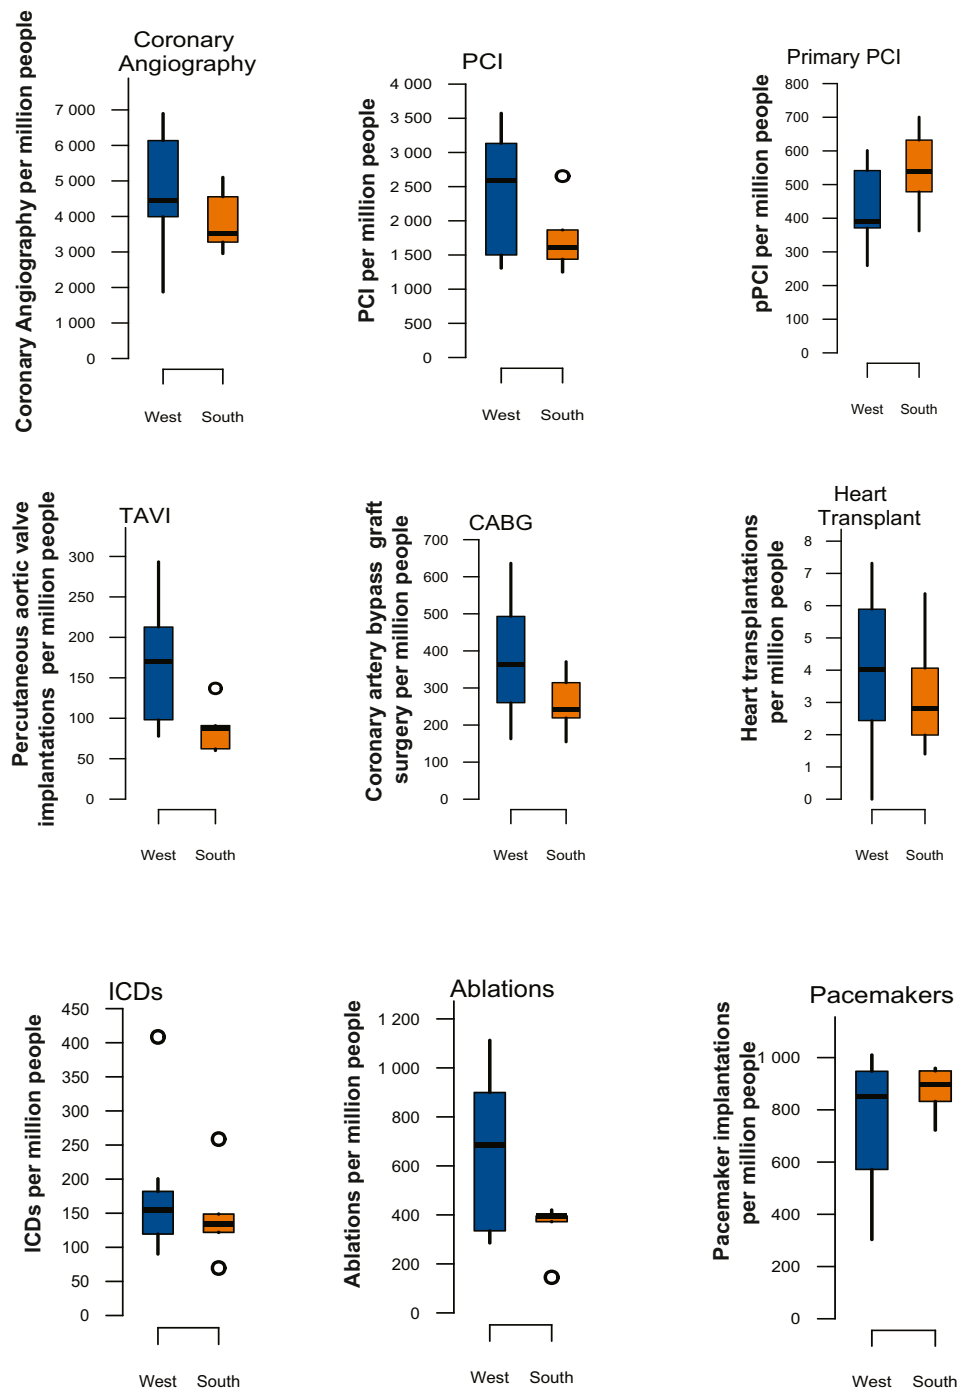 Coronary
Angiography
Coronary Angiography per million people
7 000
6 000
5 000
4 000
3 000
2 000
1 000
0
West South
PCI
PCI per million people
4 000
3 500
3 000
2 500
2 000
1 500
1 000
500
0
West South
Primary PCI
pPCI per million people
800
700
600
500
400
300
200
100
0
West South
TAVI
Percutaneous aortic valve
implantations per million people
300
250
200
150
100
50
0
West South
CABG
Coronary artery bypass graft
surgery per million people
700
600
500
400
300
200
100
0
West South
Heart
Transplant
Heart transplantations
per million people
8
7
6
5
4
3
2
1
0
West South
ICDs
ICDs per million people
450
400
350
300
250
200
150
100
50
0
West South
Ablations
Ablations per million people
1 200
1 000
800
600
400
200
0
West South
Pacemakers
Pacemaker implantations
per million people
1 000
800
600
400
200
0
West South